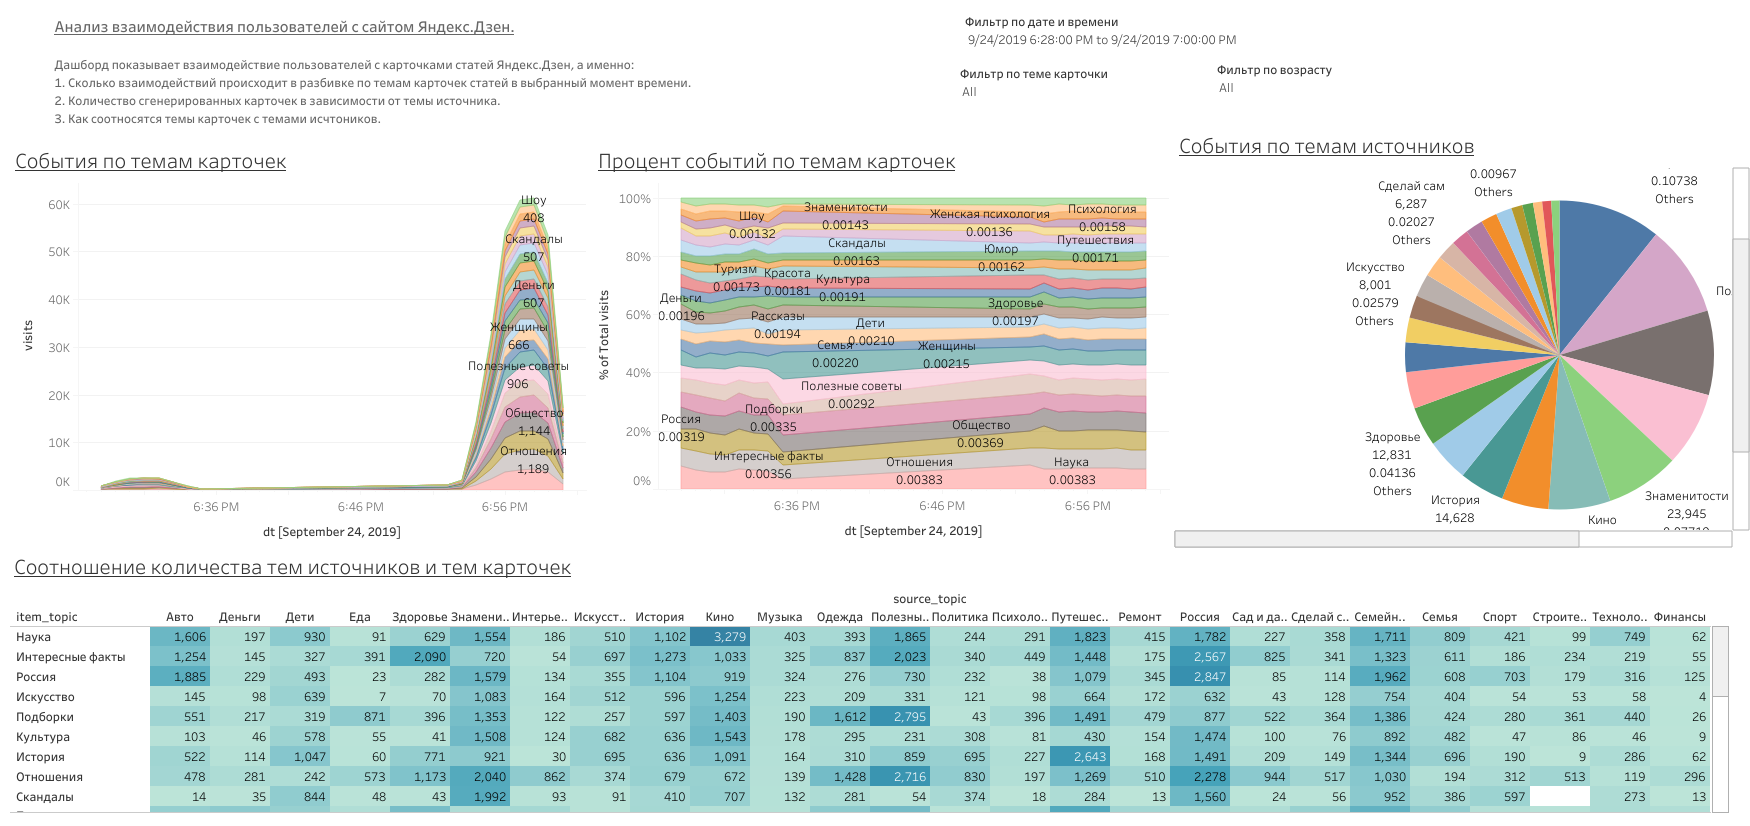 Анализ взаимодействия пользователей с сайтом Яндекс.Дзен.
Дашборд показывает взаимодействие пользователей с карточками статей Яндекс.Дзен, а именно:
1. Сколько взаимодействий происходит в разбивке по темам карточек статей в выбранный момент времени.
2. Количество сгенерированных карточек в зависимости от темы источника.
3. Как соотносятся темы карточек с темами исчтоников.
Фильтр по дате и времени
9/24/2019 6:28:00 PM to 9/24/2019 7:00:00 PM
Фильтр по теме карточки
All
Фильтр по возрасту
All
События по темам карточек
visits
60K
50K
40K
30K
20K
10K
0K
Шоу
408
Скандалы
507
Деньги
607
Женщины
666
Полезные советы
906
Общество
1,144
Отношения
1,189
6:36 PM 6:46 PM 6:56 PM
dt [September 24, 2019]
Процент событий по темам карточек
% of Total visits
100%
80%
60%
40%
20%
0%
Шоу
0.00132
Знаменитости
0.00143
Женская психология
0.00136
Психология
0.00158
Скандалы
0.00163
Юмор
0.00162
Путешествия
0.00171
Туризм
0.00173
Красота
0.00181
Культура
0.00191
Деньги
0.00196
Рассказы
0.00194
Дети
0.00210
Здоровье
0.00197
Семья
0.00220
Женщины
0.00215
Полезные советы
0.00292
Россия
0.00319
Подборки
0.00335
Общество
0.00369
Интересные факты
0.00356
Отношения
0.00383
Наука
0.00383
6:36 PM 6:46 PM 6:56 PM
dt [September 24, 2019]
События по темам источников
0.00967
Others
0.10738
Others
Сделай сам
6,287
0.02027
Others
Искусство
8,001
0.02579
Others
По
Здоровье
12,831
0.04136
Others
История
14,628
Кино
Знаменитости
23,945
Соотношение количества тем источников и тем карточек
source_topic
item_topic Авто Деньги Дети Еда Здоровье Знамени.. Интерье.. Искусст.. История Кино Музыка Одежда Полезны.. Политика Психоло.. Путешес.. Ремонт Россия Сад и да.. Сделай с.. Семейн.. Семья Спорт Строите.. Техноло.. Финансы
Наука 1,606 197 930 91 629 1,554 186 510 1,102 3,279 403 393 1,865 244 291 1,823 415 1,782 227 358 1,711 809 421 99 749 62
Интересные факты 1,254 145 327 391 2,090 720 54 697 1,273 1,033 325 837 2,023 340 449 1,448 175 2,567 825 341 1,323 611 186 234 219 55
Россия 1,885 229 493 23 282 1,579 134 355 1,104 919 324 276 730 232 38 1,079 345 2,847 85 114 1,962 608 703 179 316 125
Искусство 145 98 639 7 70 1,083 164 512 596 1,254 223 209 331 121 98 664 172 632 43 128 754 404 54 53 58 4
Подборки 551 217 319 871 396 1,353 122 257 597 1,403 190 1,612 2,795 43 396 1,491 479 877 522 364 1,386 424 280 361 440 26
Культура 103 46 578 55 41 1,508 124 682 636 1,543 178 295 231 308 81 430 154 1,474 100 76 892 482 47 86 46 9
История 522 114 1,047 60 771 921 30 695 636 1,091 164 310 859 695 227 2,643 168 1,491 209 149 1,344 696 190 9 286 62
Отношения 478 281 242 573 1,173 2,040 862 374 679 672 139 1,428 2,716 830 197 1,269 510 2,278 944 517 1,030 194 312 513 119 296
Скандалы 14 35 844 48 43 1,992 93 91 410 707 132 281 54 374 18 284 13 1,560 24 56 952 386 597 273 13